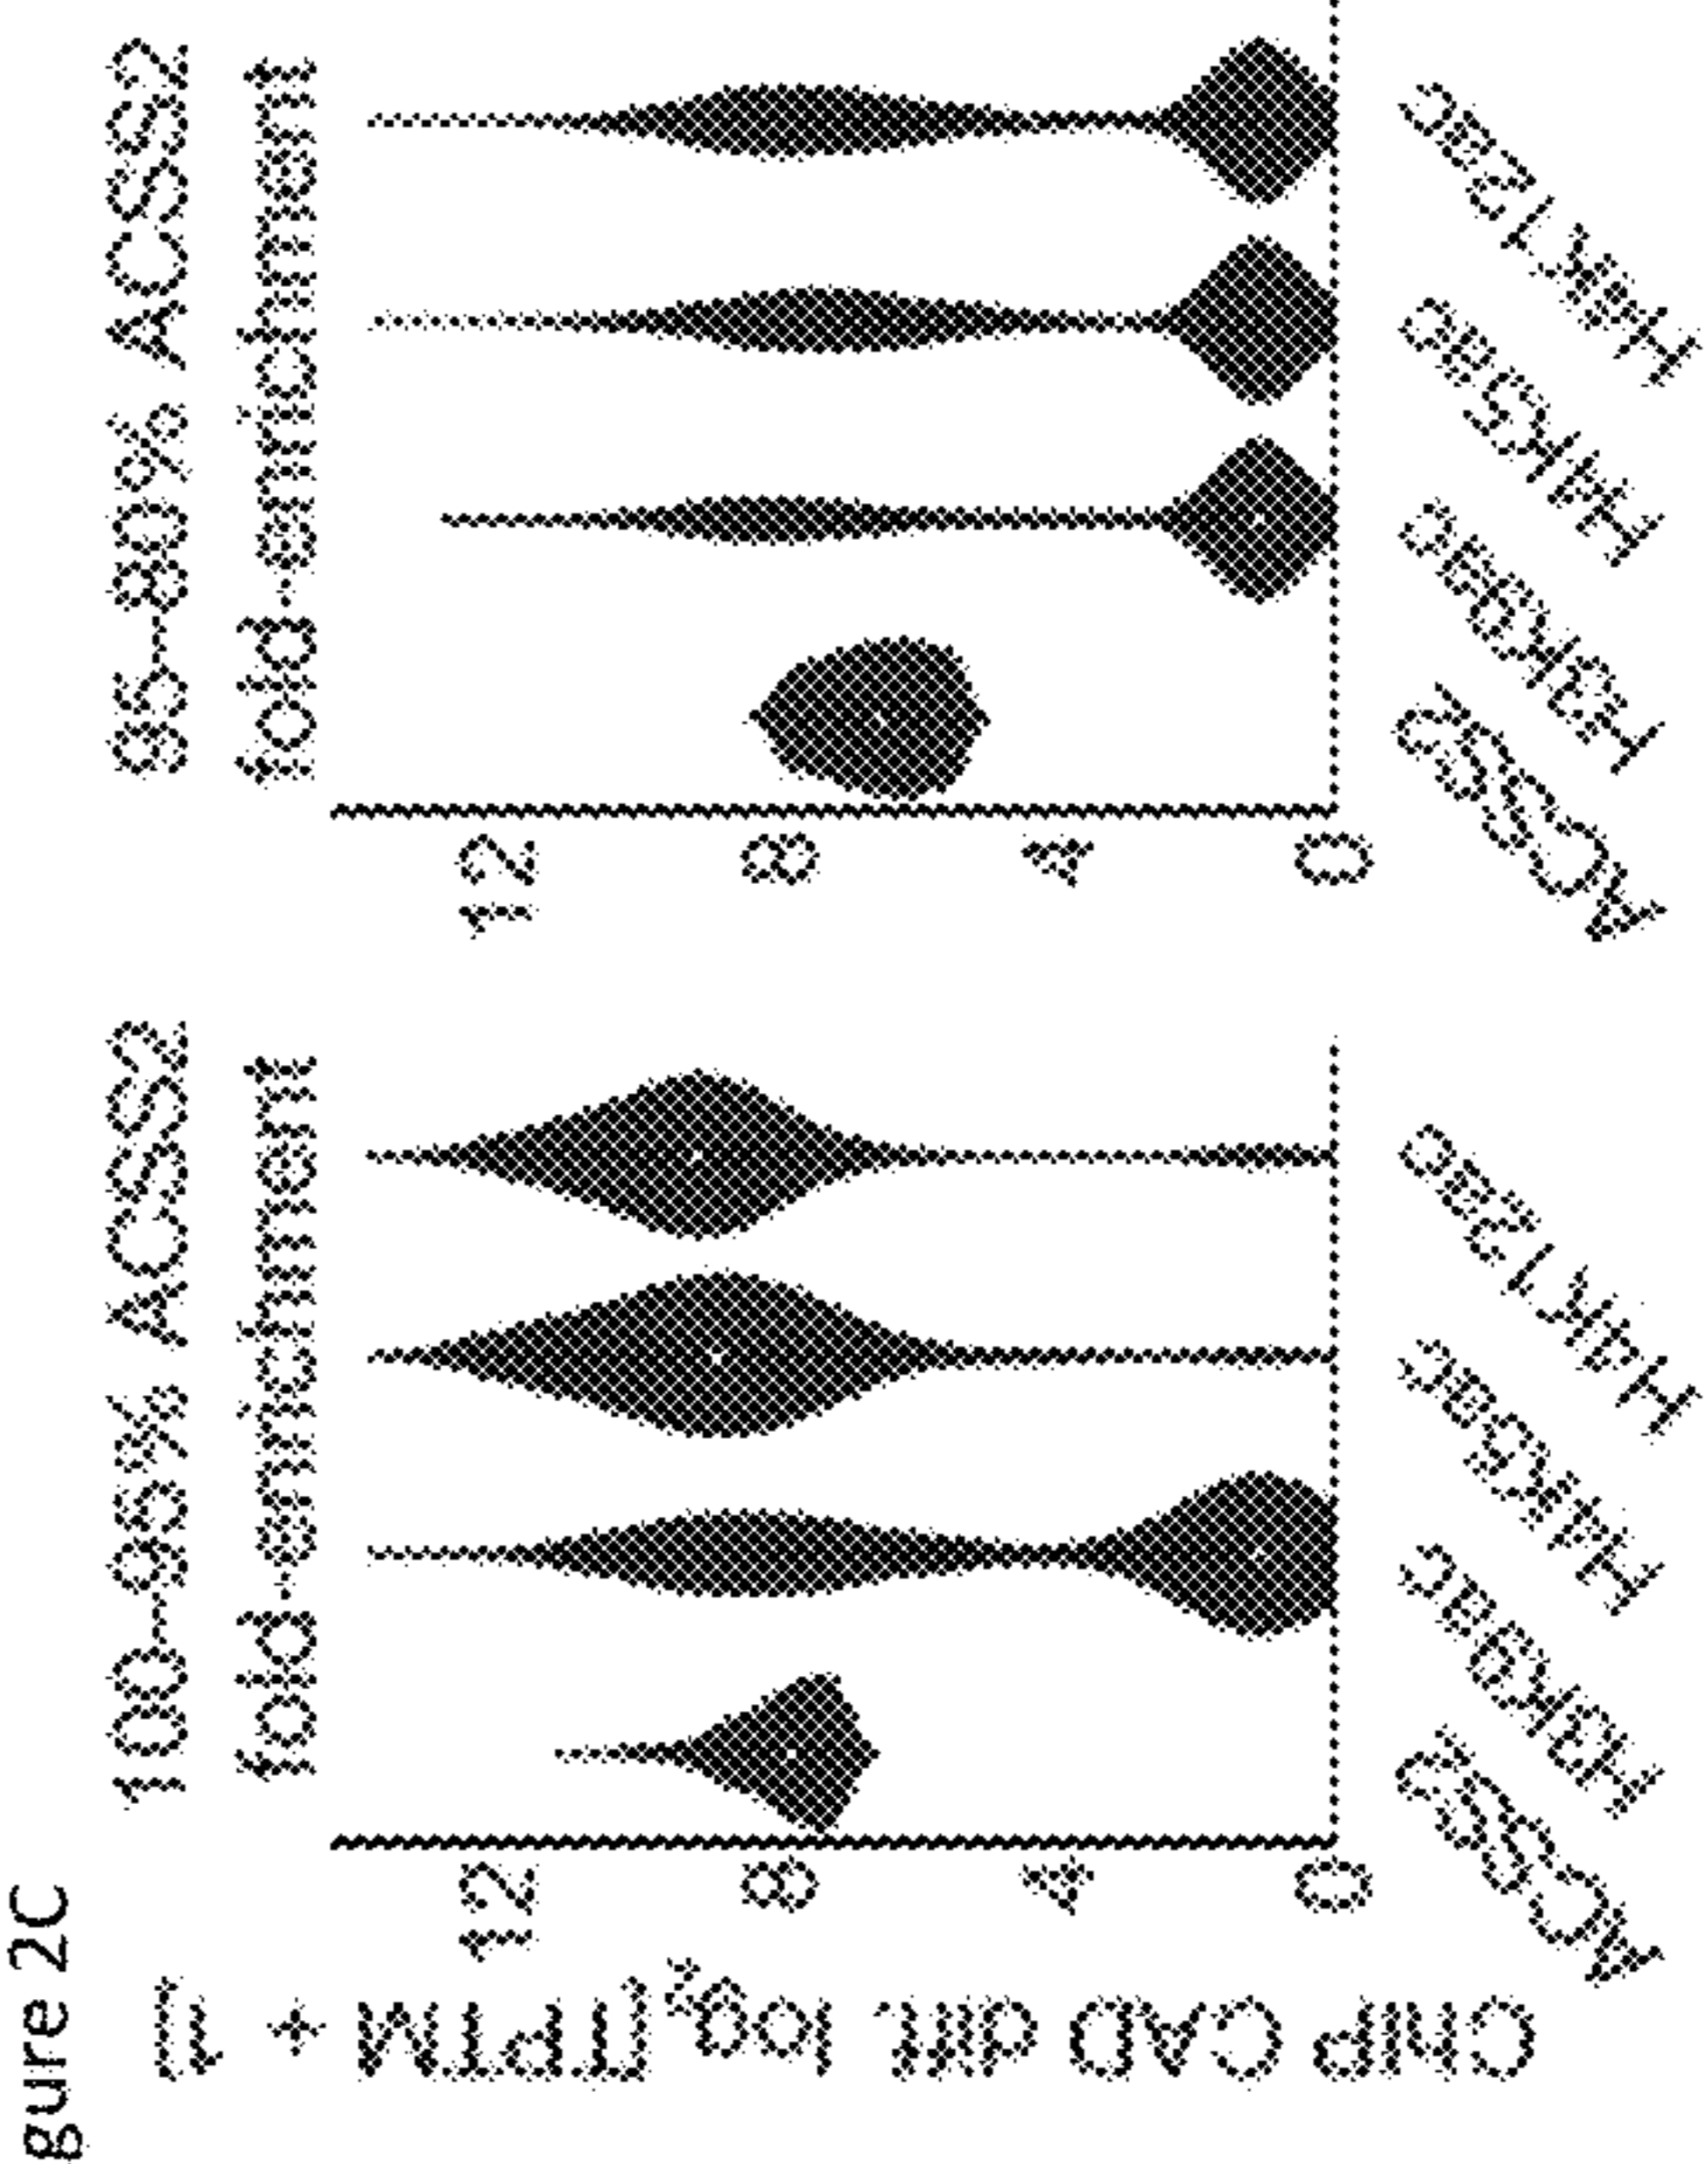 gure 2C
ChIP CAD diff. log2[TPTM + 1]
100–95% ACSS2
fold-enrichment
12
8
4
0
ACSS2
H3K9ac
H4K5ac
H4K12ac
95–80% ACSS2
fold-enrichment
12
8
4
0
ACSS2
H3K9ac
H4K5ac
H4K12ac